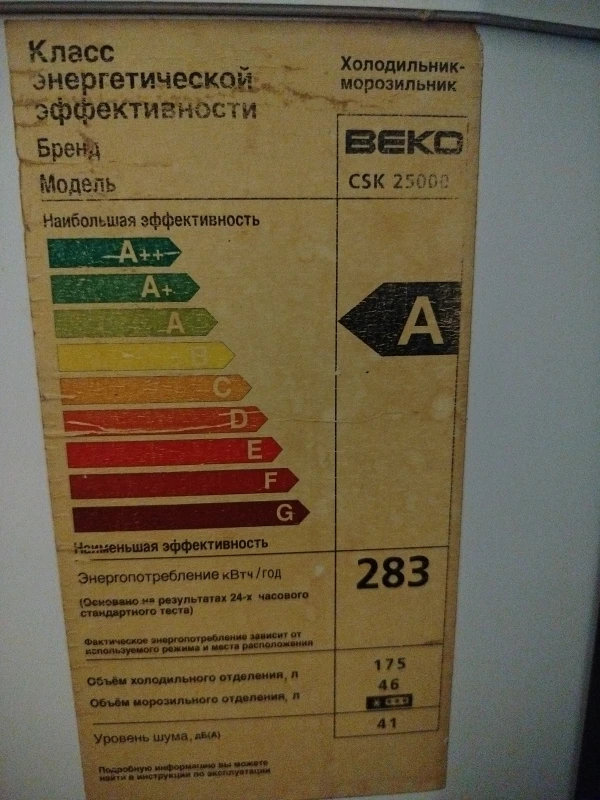 Класс
энергетической
эффективности
Холодильник-
морозильник
Бренд
BEKO
Модель
CSK 25000
Наибольшая эффективность
A++
A+
A
B
C
D
E
F
G
A
Наименьшая эффективность
Энергопотребление кВтч/год
283
(Основано на результатах 24-х часового
стандартного теста)
Фактическое энергопотребление зависит от
используемого режима и места расположения
Объём холодильного отделения, л
175
Объём морозильного отделения, л
46
Уровень шума, дБ(А)
41
Подробную информацию вы можете
найти в инструкции по эксплуатации